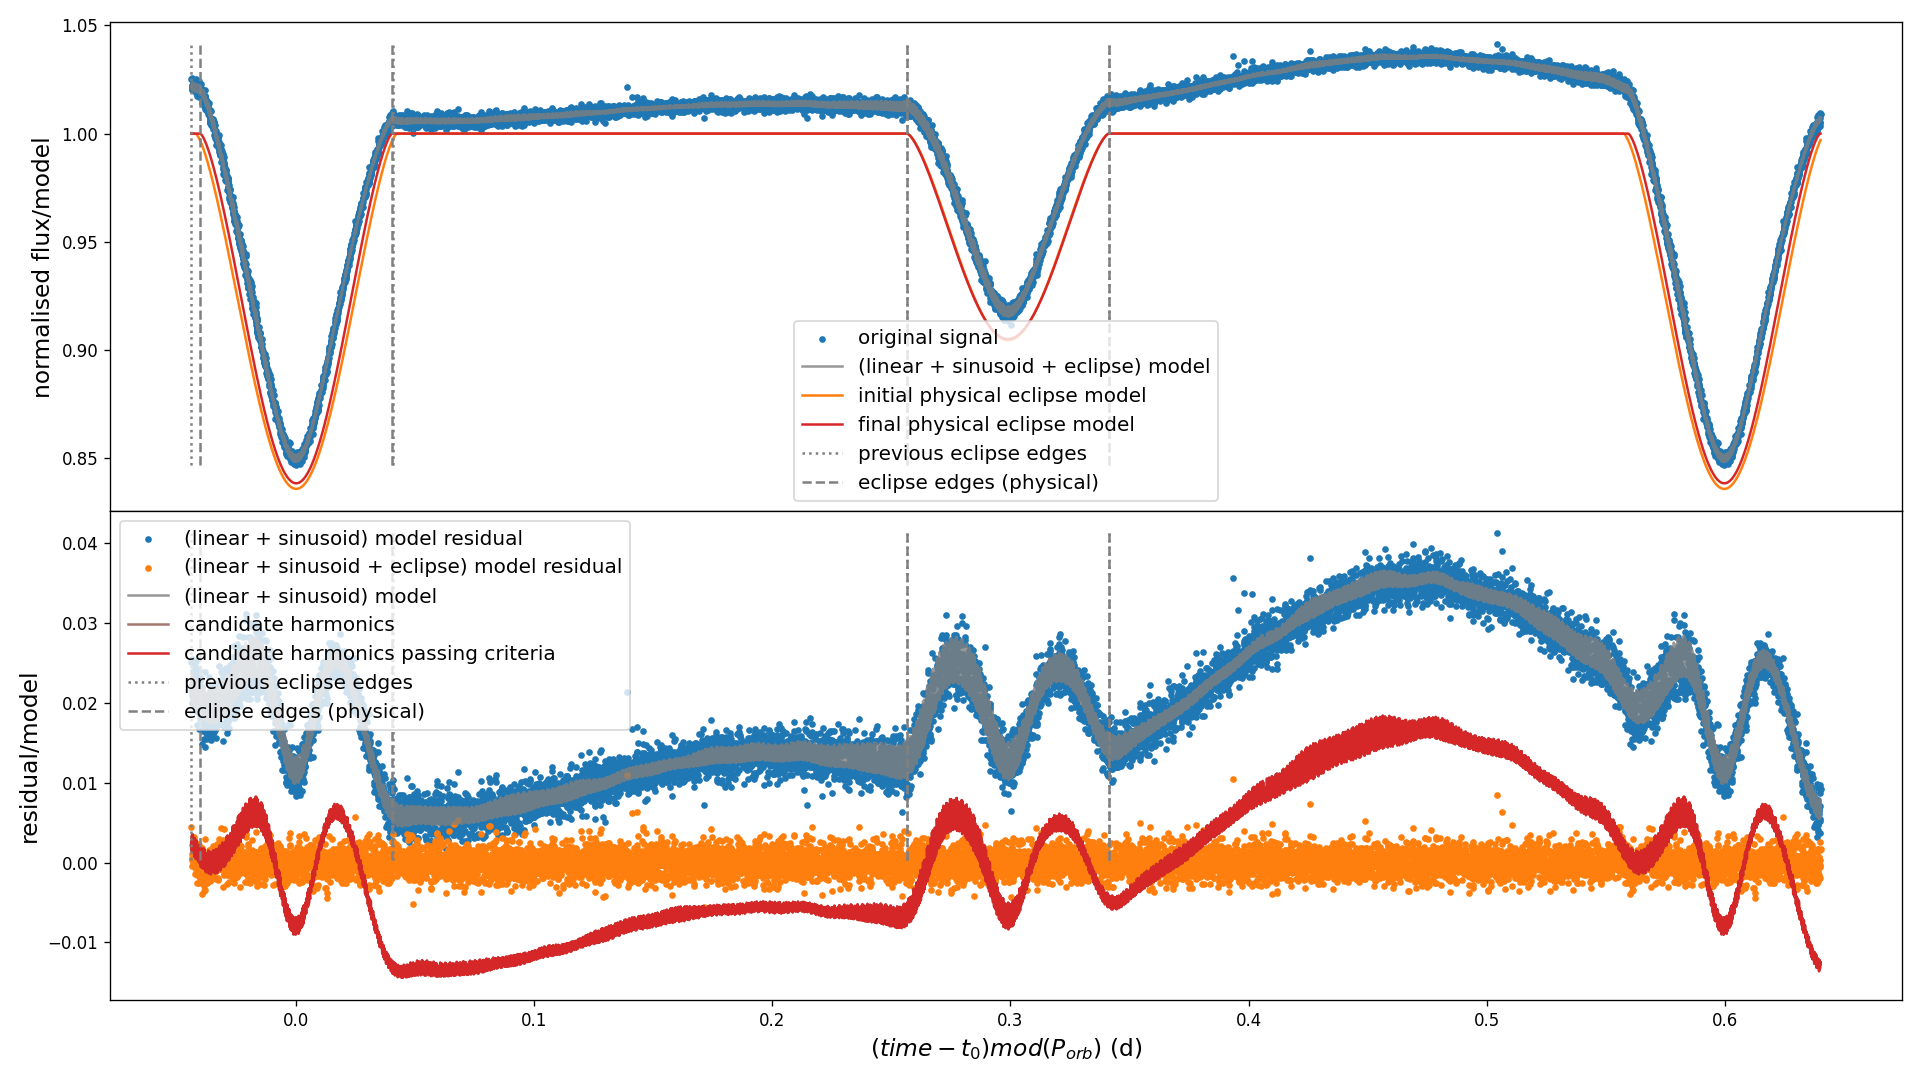 1.05
1.00
0.95
0.90
0.85
normalised flux/model
original signal
(linear + sinusoid + eclipse) model
initial physical eclipse model
final physical eclipse model
previous eclipse edges
eclipse edges (physical)
0.04
0.03
0.02
0.01
0.00
−0.01
residual/model
(linear + sinusoid) model residual
(linear + sinusoid + eclipse) model residual
(linear + sinusoid) model
candidate harmonics
candidate harmonics passing criteria
previous eclipse edges
eclipse edges (physical)
0.0 0.1 0.2 0.3 0.4 0.5 0.6
(time − t₀)mod(P_orb) (d)